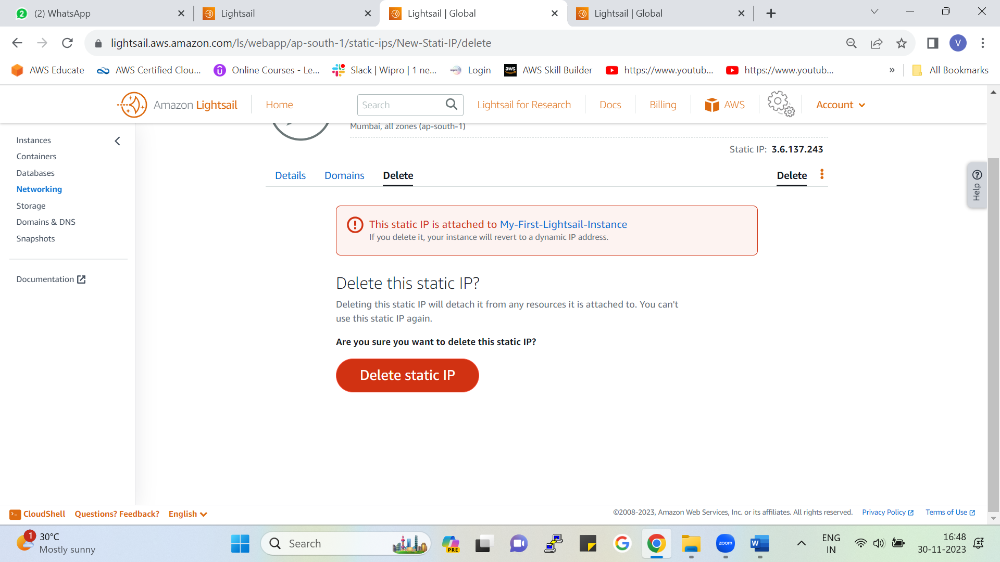 2 (2) WhatsApp
Lightsail
Lightsail | Global
Lightsail | Global
lightsail.aws.amazon.com/ls/webapp/ap-south-1/static-ips/New-Stati-IP/delete
V
AWS Educate
AWS Certified Clou...
Online Courses - Le...
Slack | Wipro | 1 ne...
Login
AWS Skill Builder
https://www.youtub...
https://www.youtub...
»
All Bookmarks
Amazon Lightsail
Home
Search
Lightsail for Research
Docs
Billing
AWS
Account
Mumbai, all zones (ap-south-1)
Static IP: 3.6.137.243
Instances
Containers
Databases
Networking
Storage
Domains & DNS
Snapshots
Documentation
Details
Domains
Delete
Delete
Help
This static IP is attached to My-First-Lightsail-Instance
If you delete it, your instance will revert to a dynamic IP address.
Delete this static IP?
Deleting this static IP will detach it from any resources it is attached to. You can't
use this static IP again.
Are you sure you want to delete this static IP?
Delete static IP
CloudShell
Questions? Feedback?
English
©2008-2023, Amazon Web Services, Inc. or its affiliates. All rights reserved.
Privacy Policy
Terms of Use
1
30°C
Mostly sunny
Search
PRE
zoom
W
ENG
IN
16:48
30-11-2023